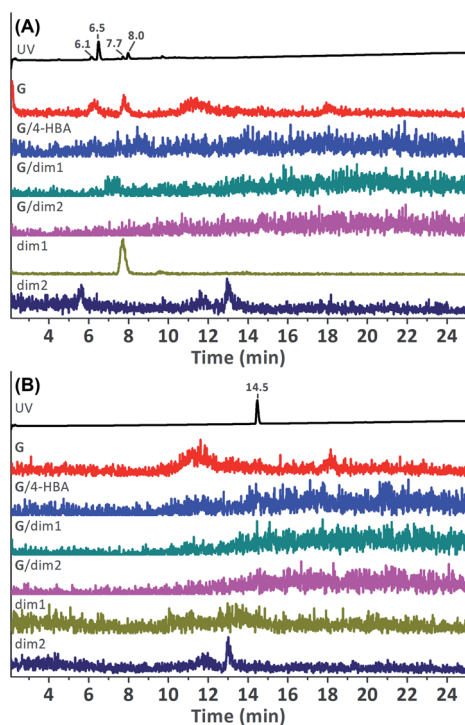 (A)
6.5
6.1
7.7
8.0
UV
G
G/4-HBA
G/dim1
G/dim2
dim1
dim2
4 6 8 10 12 14 16 18 20 22 24
Time (min)
(B)
14.5
UV
G
G/4-HBA
G/dim1
G/dim2
dim1
dim2
4 6 8 10 12 14 16 18 20 22 24
Time (min)